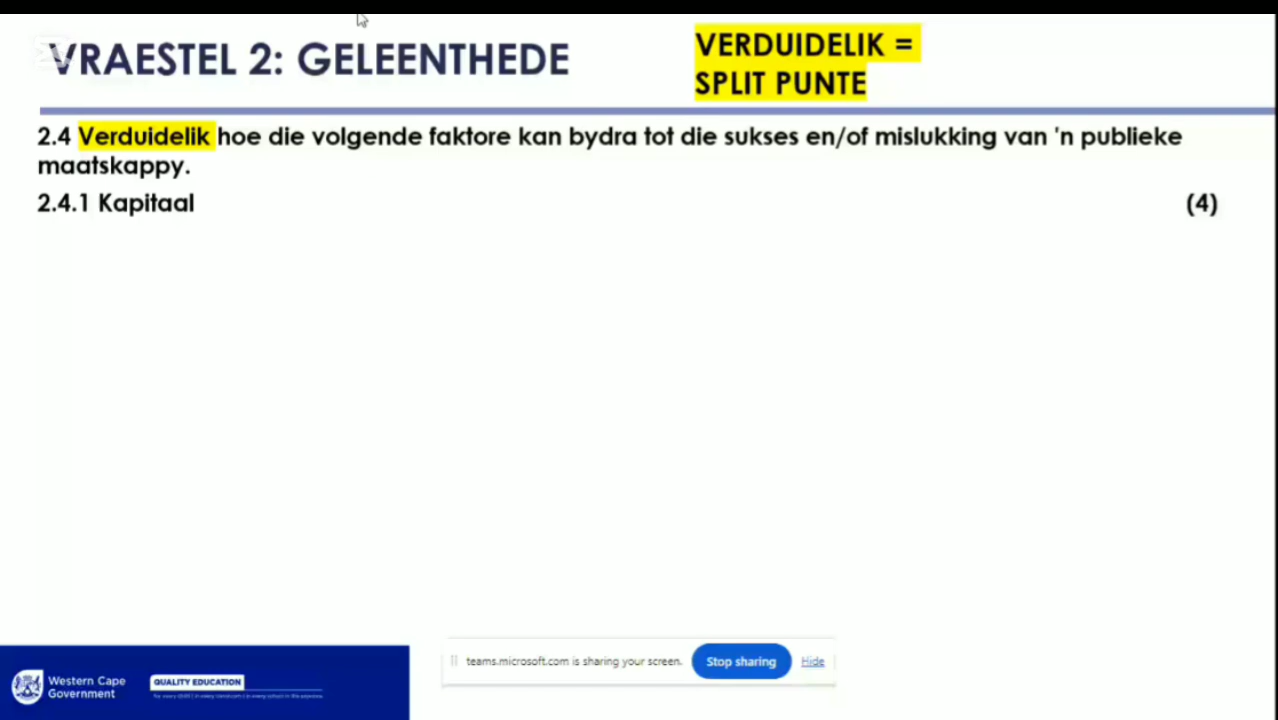 VRAESTEL 2: GELEENTHEDE
VERDUIDELIK =
SPLIT PUNTE
2.4 Verduidelik hoe die volgende faktore kan bydra tot die sukses en/of mislukking van 'n publieke
maatskappy.
2.4.1 Kapitaal (4)
Western Cape
Government
QUALITY EDUCATION
teams.microsoft.com is sharing your screen.
Stop sharing
Hide